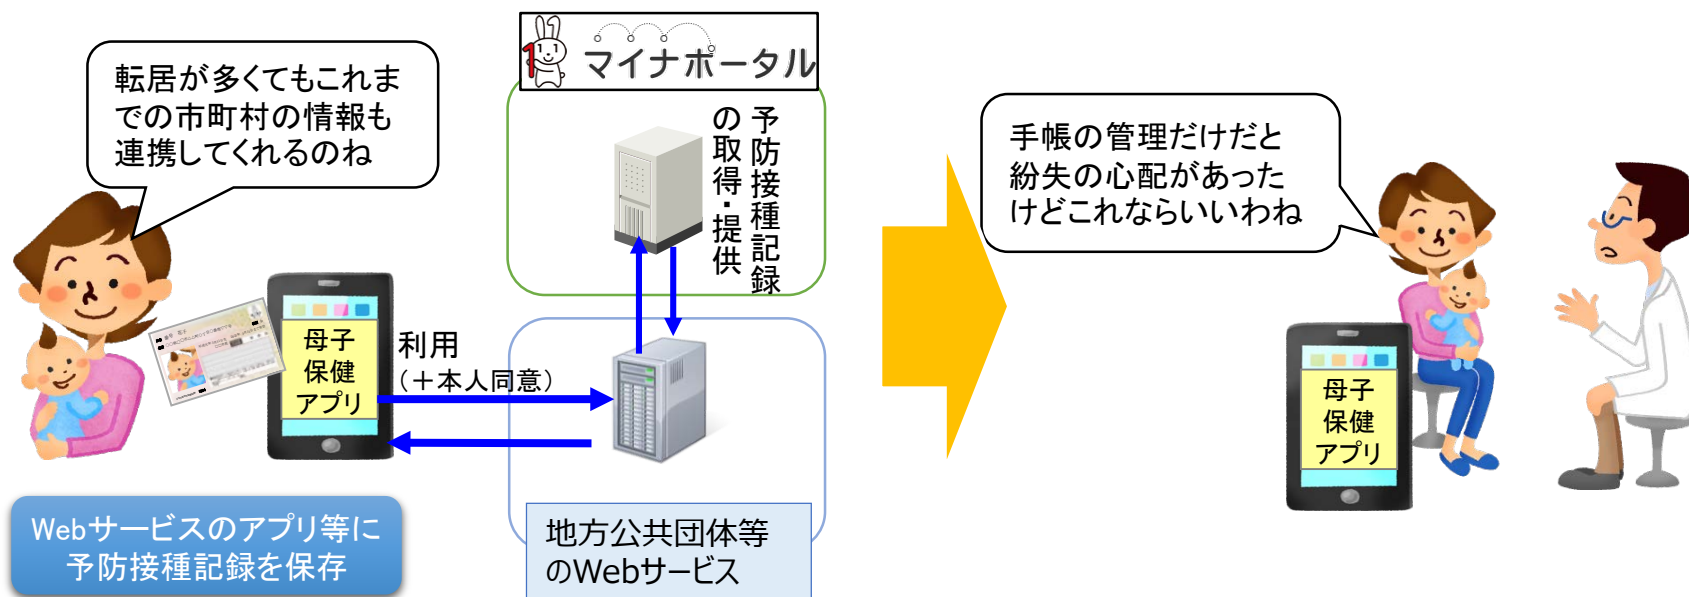 転居が多くてもこれま
での市町村の情報も
連携してくれるのね
マイナポータル
予防接種記録
の取得・提供
母子
保健
アプリ
利用
（＋本人同意）
Webサービスのアプリ等に
予防接種記録を保存
地方公共団体等
のWebサービス
手帳の管理だけだと
紛失の心配があった
けどこれならいいわね
母子
保健
アプリ